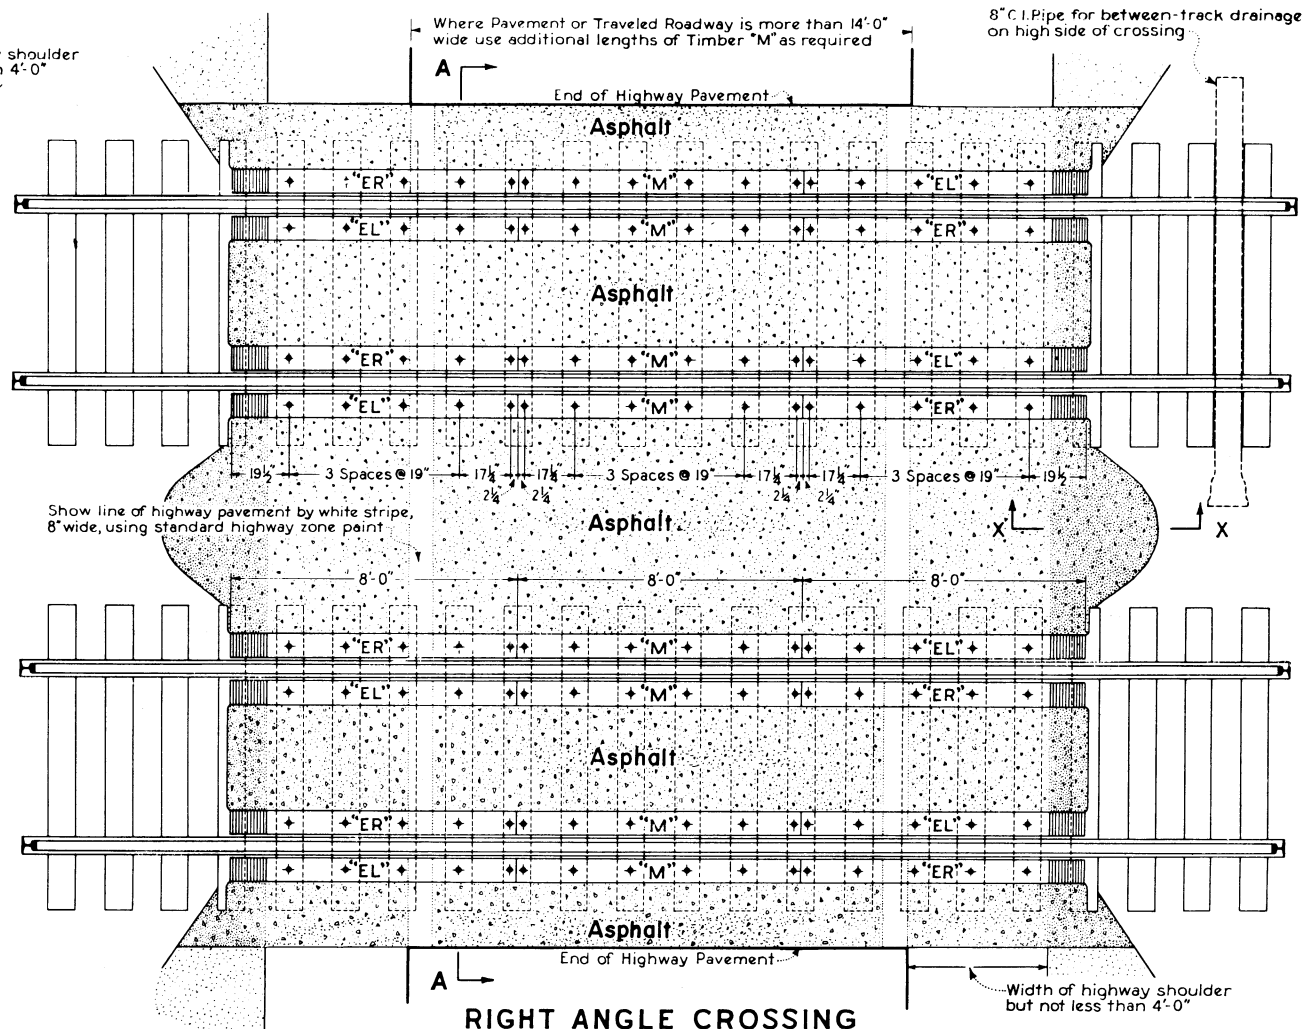 Where Pavement or Traveled Roadway is more than 14'-0"
wide use additional lengths of Timber "M" as required
8" C.I. Pipe for between-track drainage
on high side of crossing
shoulder
4'-0"
A
End of Highway Pavement
Asphalt
"ER" "M" "EL"
"EL" "M" "ER"
Asphalt
"ER" "M" "EL"
"EL" "M" "ER"
19½ 3 Spaces @ 19" 17¼ 17¼ 3 Spaces @ 19" 17¼ 17¼ 3 Spaces @ 19" 19½
2¼ 2¼ 2¼ 2¼
Show line of highway pavement by white stripe,
8" wide, using standard highway zone paint
Asphalt
X X
8'-0" 8'-0" 8'-0"
"ER" "M" "EL"
"EL" "M" "ER"
Asphalt
"ER" "M" "EL"
"EL" "M" "ER"
Asphalt
End of Highway Pavement
A
Width of highway shoulder
but not less than 4'-0"
RIGHT ANGLE CROSSING